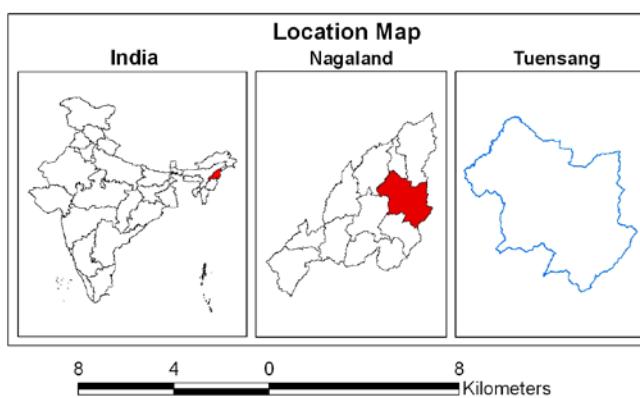 Location Map
India
Nagaland
Tuensang
8 4 0 8
Kilometers